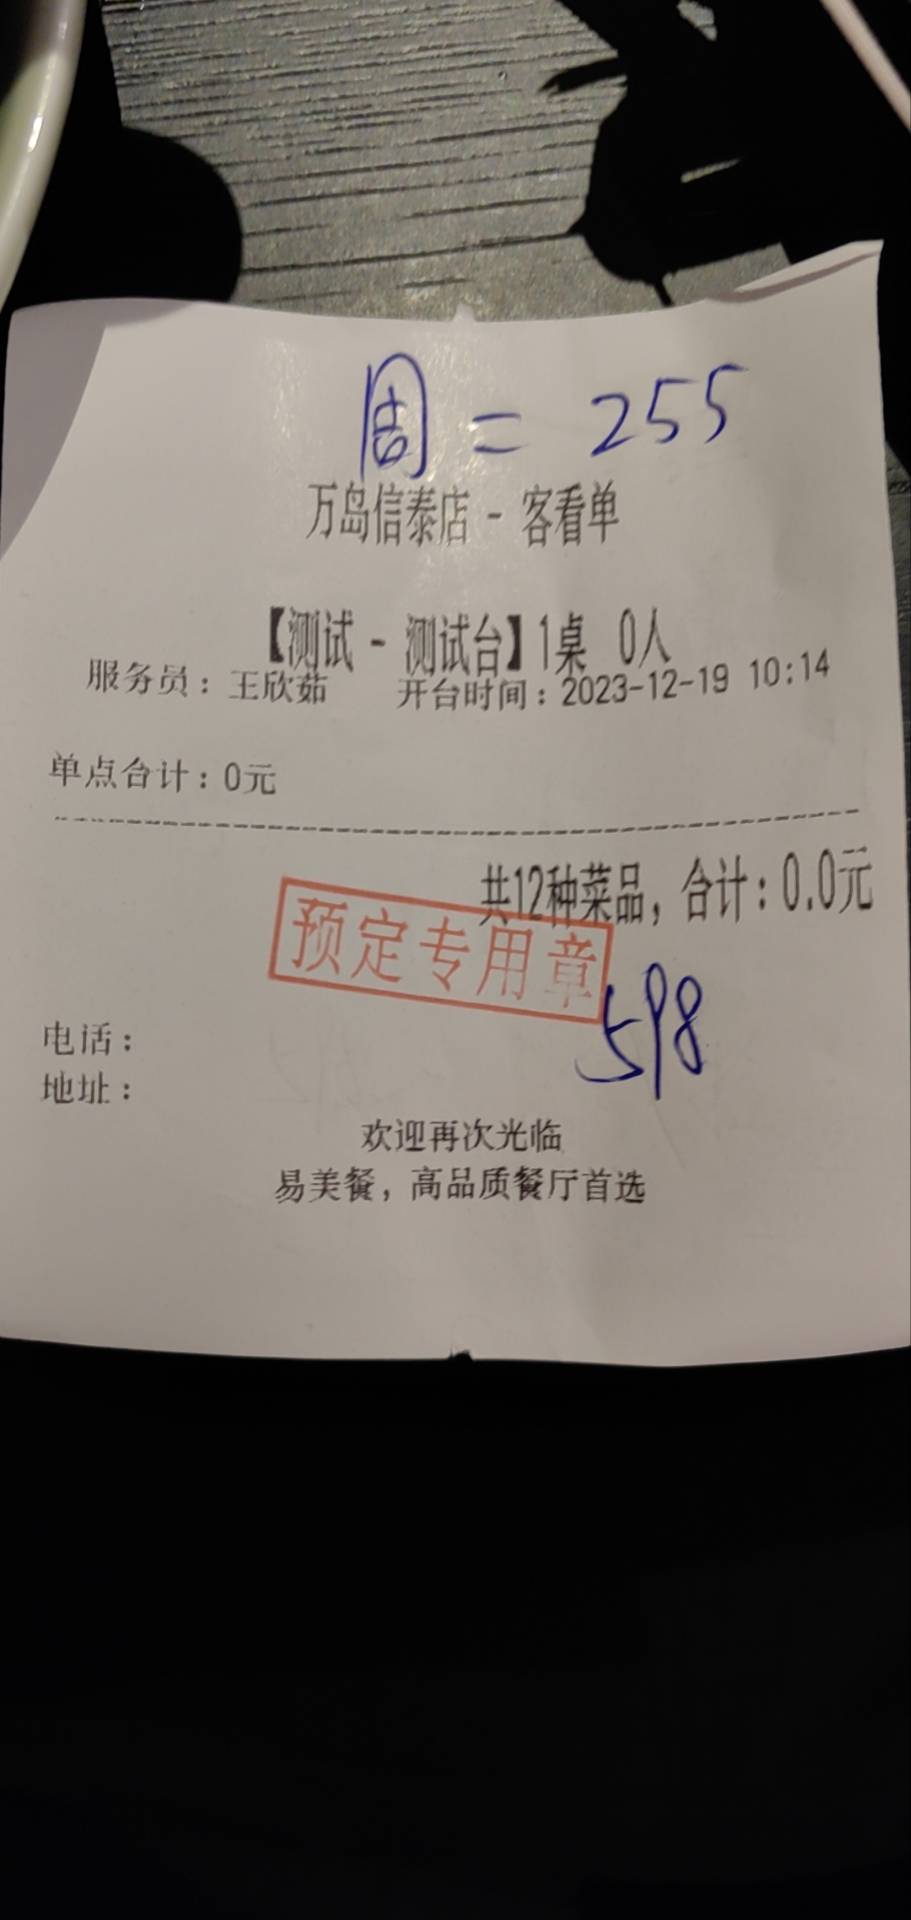 周二 255
万岛信泰店 - 客看单
【测试 - 测试台】1桌 0人
服务员：王欣茹 开台时间：2023-12-19 10:14
单点合计：0元
共12种菜品，合计：0.0元
预定专用章
598
电话：
地址：
欢迎再次光临
易美餐，高品质餐厅首选